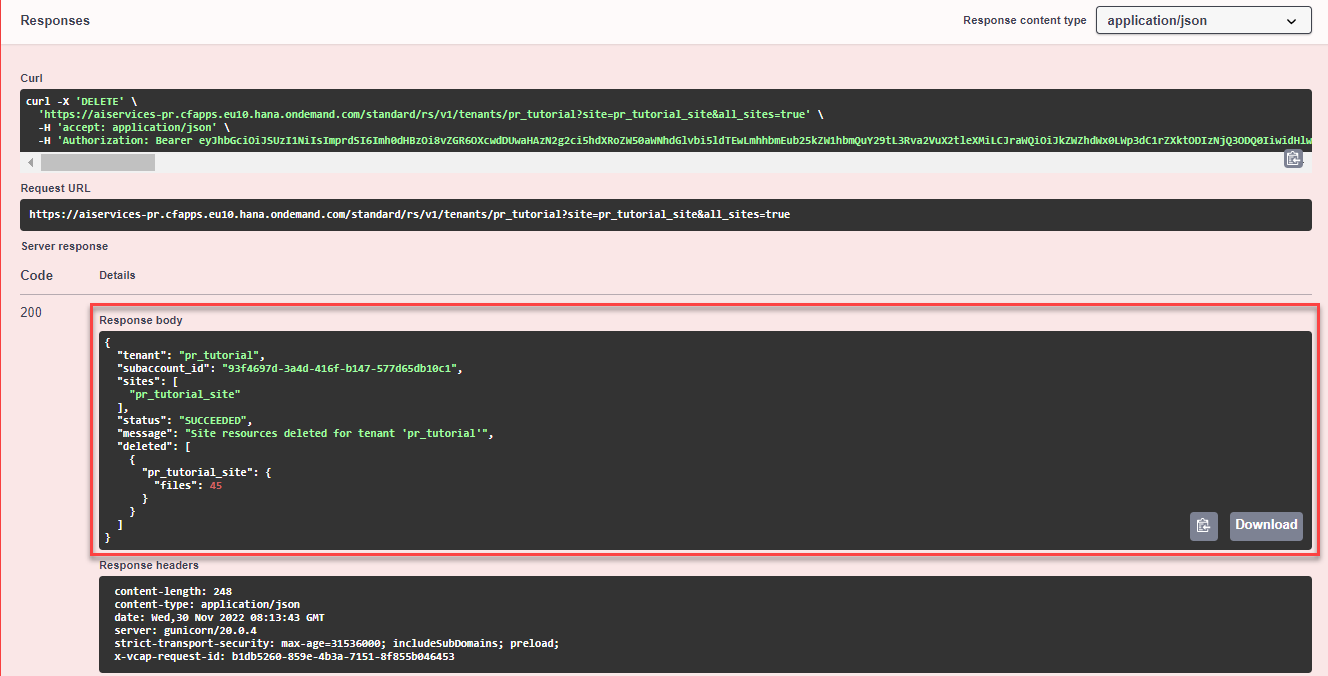 Responses
Response content type
application/json
Curl
curl -X 'DELETE' \
'https://aiservices-pr.cfapps.eu10.hana.ondemand.com/standard/rs/v1/tenants/pr_tutorial?site=pr_tutorial_site&all_sites=true' \
-H 'accept: application/json' \
-H 'Authorization: Bearer
Request URL
https://aiservices-pr.cfapps.eu10.hana.ondemand.com/standard/rs/v1/tenants/pr_tutorial?site=pr_tutorial_site&all_sites=true
Server response
Code Details
200
Response body
{
"tenant": "pr_tutorial",
"subaccount_id": "93f4697d-3a4d-416f-b147-577d65db10c1",
"sites": [
"pr_tutorial_site"
],
"status": "SUCCEEDED",
"message": "Site resources deleted for tenant 'pr_tutorial'",
"deleted": [
{
"pr_tutorial_site": {
"files": 45
}
}
]
}
Download
Response headers
content-length: 248
content-type: application/json
date: Wed,30 Nov 2022 08:13:43 GMT
server: gunicorn/20.0.4
strict-transport-security: max-age=31536000; includeSubDomains; preload;
x-vcap-request-id: b1db5260-859e-4b3a-7151-8f855b046453